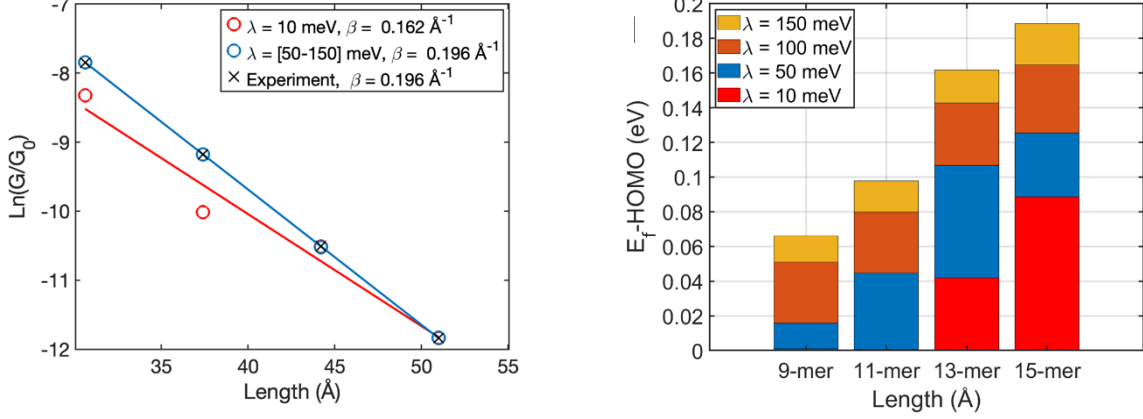 λ = 10 meV, β = 0.162 Å⁻¹
λ = [50-150] meV, β = 0.196 Å⁻¹
Experiment, β = 0.196 Å⁻¹
-7
-8
-9
-10
-11
-12
Ln(G/G₀)
35 40 45 50 55
Length (Å)
λ = 150 meV
λ = 100 meV
λ = 50 meV
λ = 10 meV
0.2
0.18
0.16
0.14
0.12
0.1
0.08
0.06
0.04
0.02
0
E_f-HOMO (eV)
9-mer 11-mer 13-mer 15-mer
Length (Å)